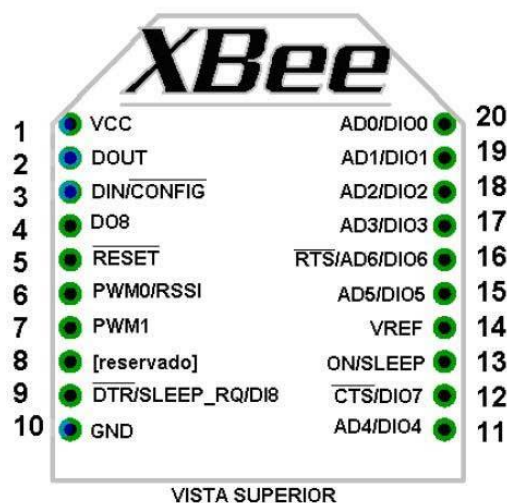 XBee
1 VCC AD0/DIO0 20
2 DOUT AD1/DIO1 19
3 DIN/CONFIG AD2/DIO2 18
4 DO8 AD3/DIO3 17
5 RESET RTS/AD6/DIO6 16
6 PWM0/RSSI AD5/DIO5 15
7 PWM1 VREF 14
8 [reservado] ON/SLEEP 13
9 DTR/SLEEP_RQ/DI8 CTS/DIO7 12
10 GND AD4/DIO4 11
VISTA SUPERIOR